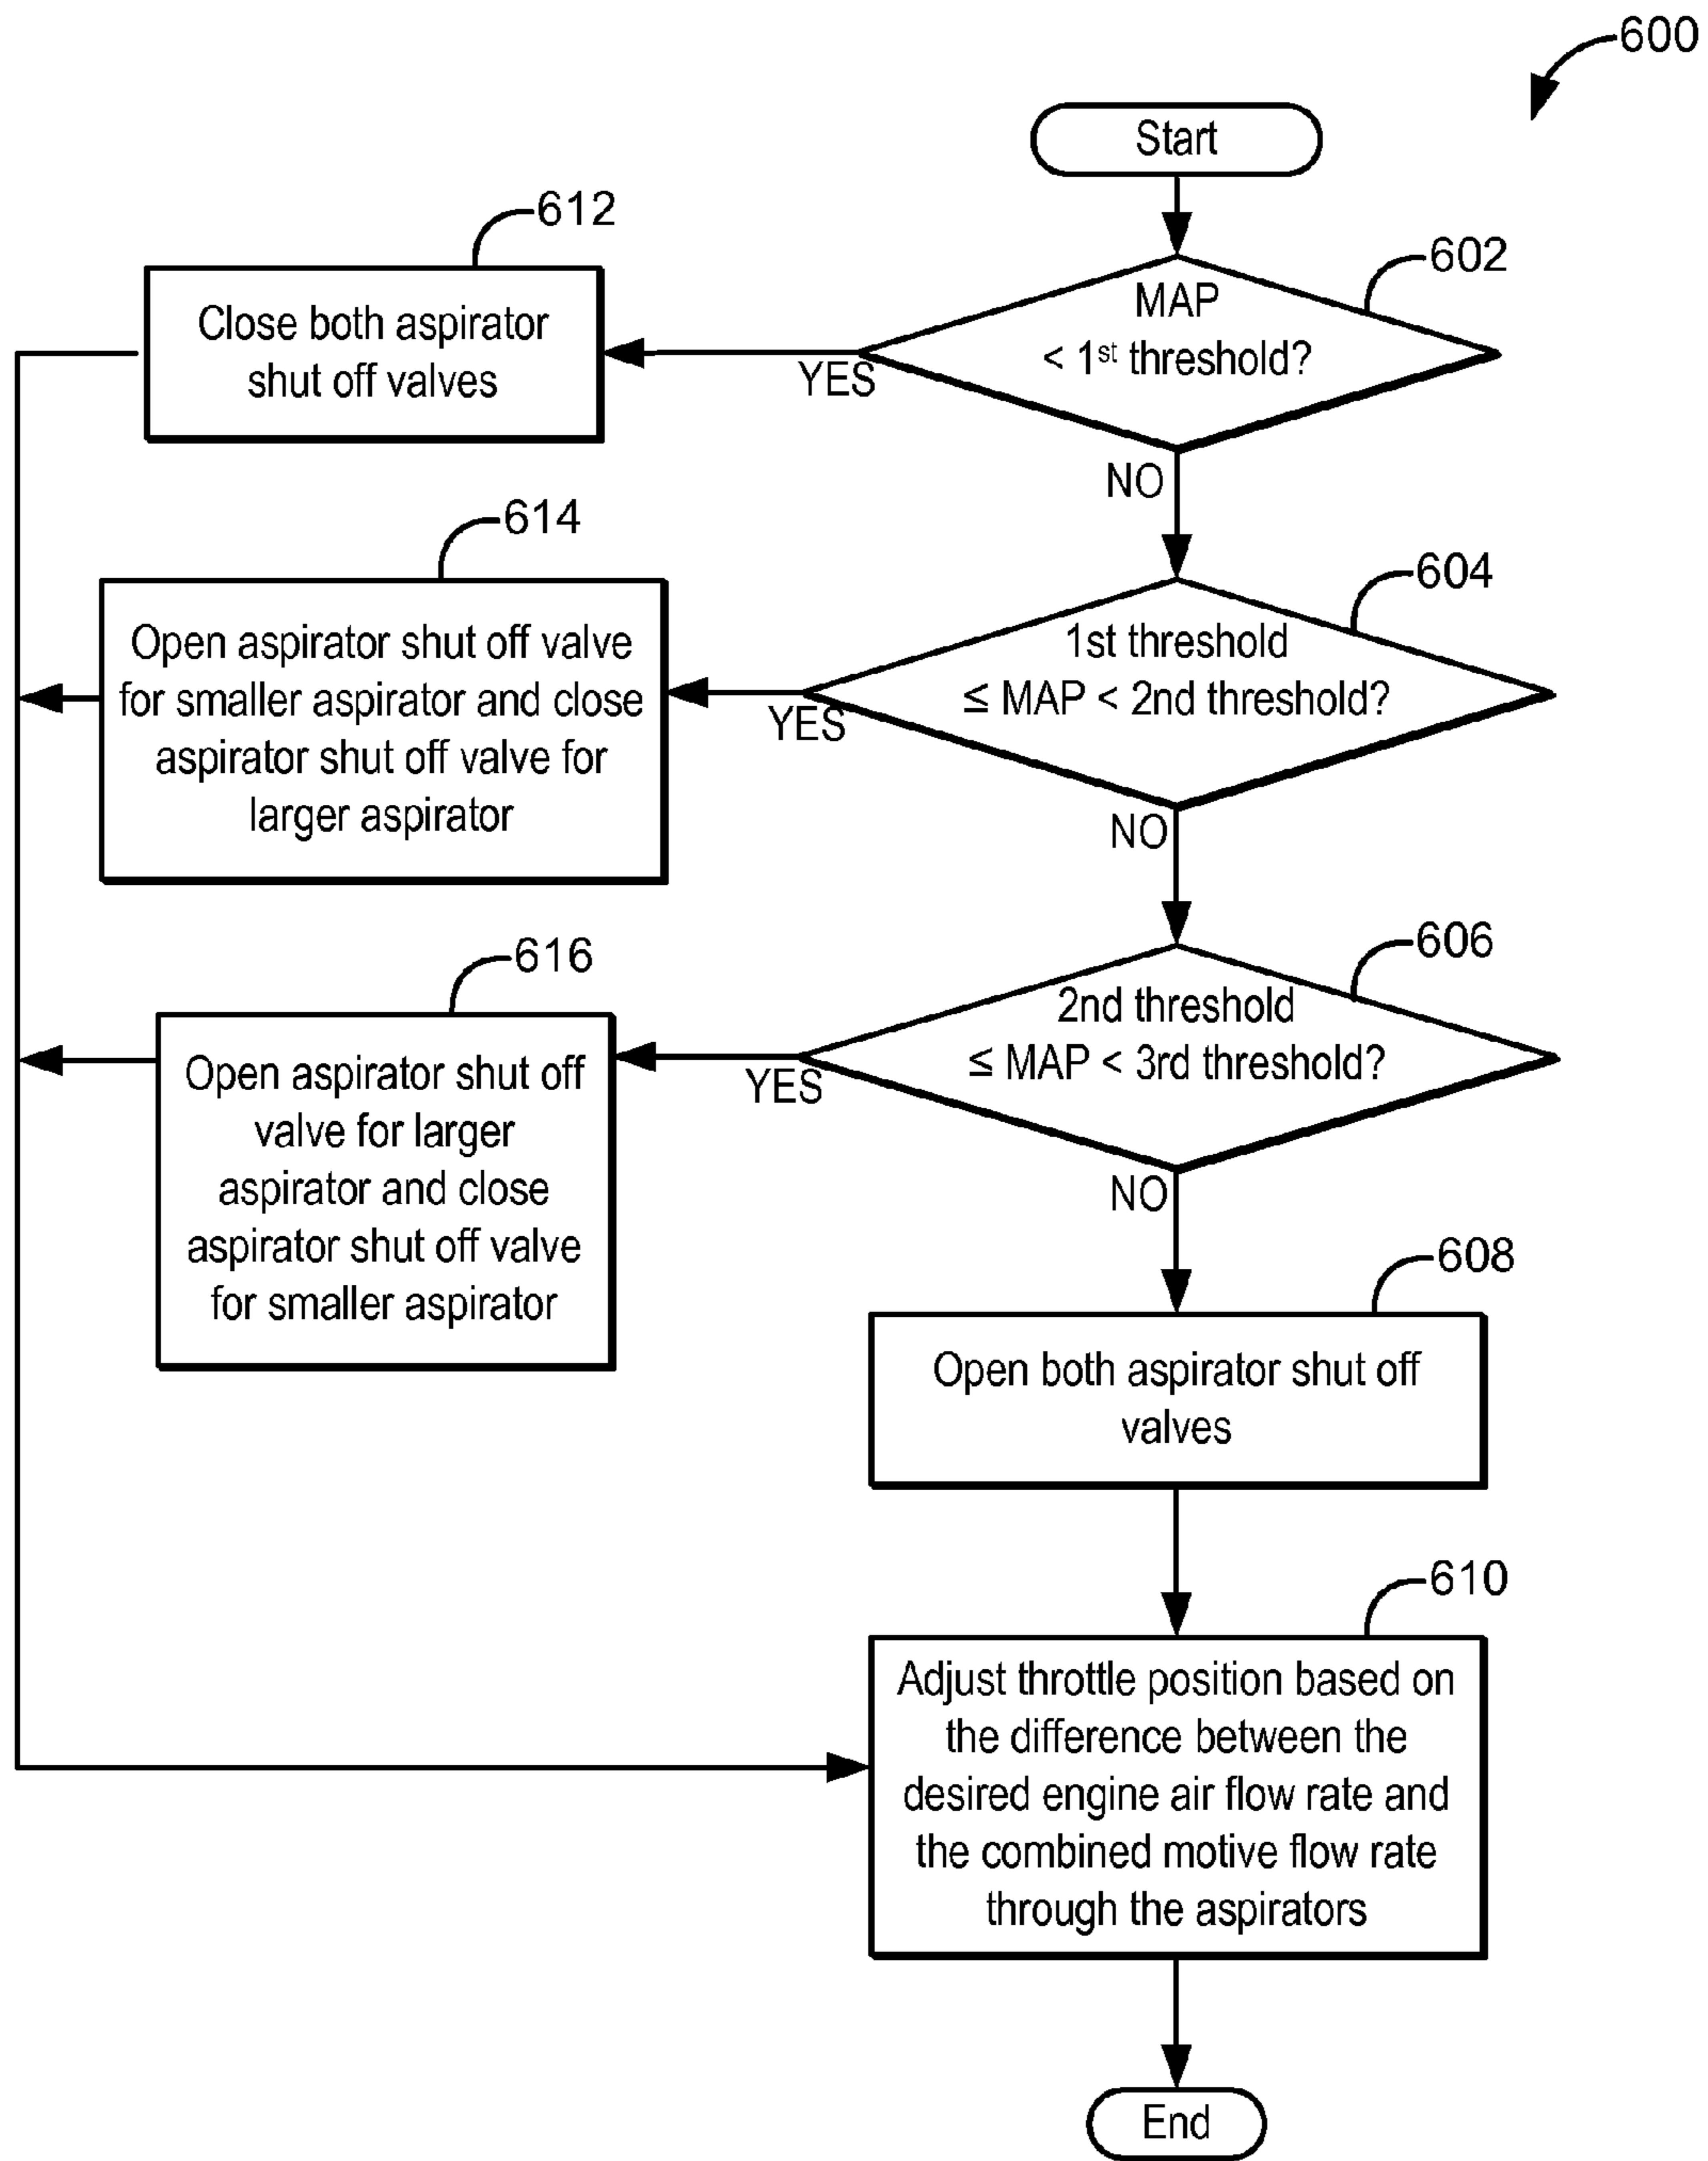 600
Start
602
MAP
< 1st threshold?
YES
NO
612
Close both aspirator
shut off valves
604
1st threshold
≤ MAP < 2nd threshold?
YES
NO
614
Open aspirator shut off valve
for smaller aspirator and close
aspirator shut off valve for
larger aspirator
606
2nd threshold
≤ MAP < 3rd threshold?
YES
NO
616
Open aspirator shut off
valve for larger
aspirator and close
aspirator shut off valve
for smaller aspirator
608
Open both aspirator shut off
valves
610
Adjust throttle position based on
the difference between the
desired engine air flow rate and
the combined motive flow rate
through the aspirators
End